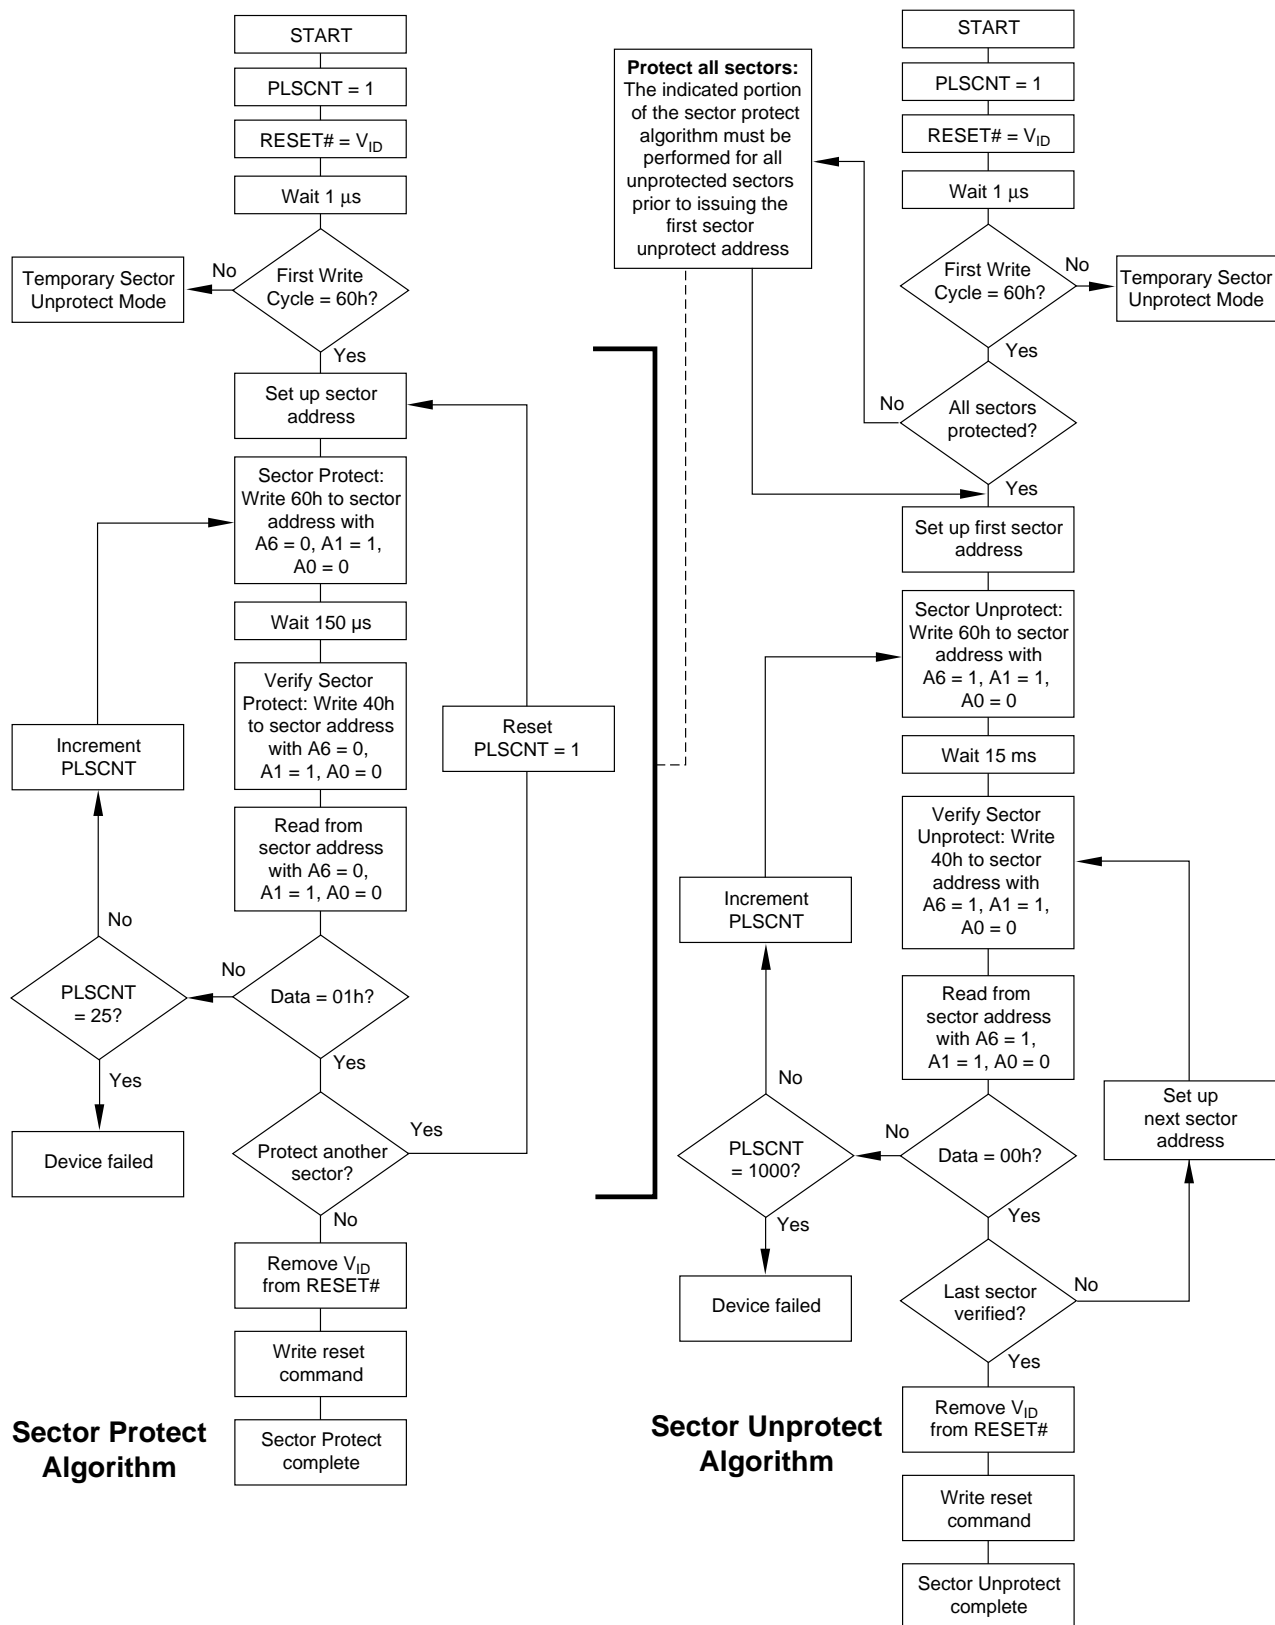 START
PLSCNT = 1
RESET# = VID
Wait 1 μs
First Write
Cycle = 60h?
No
Temporary Sector
Unprotect Mode
Yes
Set up sector
address
Sector Protect:
Write 60h to sector
address with
A6 = 0, A1 = 1,
A0 = 0
Wait 150 µs
Verify Sector
Protect: Write 40h
to sector address
with A6 = 0,
A1 = 1, A0 = 0
Increment
PLSCNT
Reset
PLSCNT = 1
Read from
sector address
with A6 = 0,
A1 = 1, A0 = 0
No
PLSCNT
= 25?
No
Data = 01h?
Yes
Yes
Device failed
Protect another
sector?
Yes
No
Remove VID
from RESET#
Write reset
command
Sector Protect
complete
Sector Protect
Algorithm
Protect all sectors:
The indicated portion
of the sector protect
algorithm must be
performed for all
unprotected sectors
prior to issuing the
first sector
unprotect address
START
PLSCNT = 1
RESET# = VID
Wait 1 μs
First Write
Cycle = 60h?
No
Temporary Sector
Unprotect Mode
Yes
No
All sectors
protected?
Yes
Set up first sector
address
Sector Unprotect:
Write 60h to sector
address with
A6 = 1, A1 = 1,
A0 = 0
Wait 15 ms
Verify Sector
Unprotect: Write
40h to sector
address with
A6 = 1, A1 = 1,
A0 = 0
Increment
PLSCNT
Read from
sector address
with A6 = 1,
A1 = 1, A0 = 0
No
Set up
next sector
address
PLSCNT
= 1000?
No
Data = 00h?
Yes
Yes
Device failed
Last sector
verified?
No
Yes
Remove VID
from RESET#
Sector Unprotect
Algorithm
Write reset
command
Sector Unprotect
complete